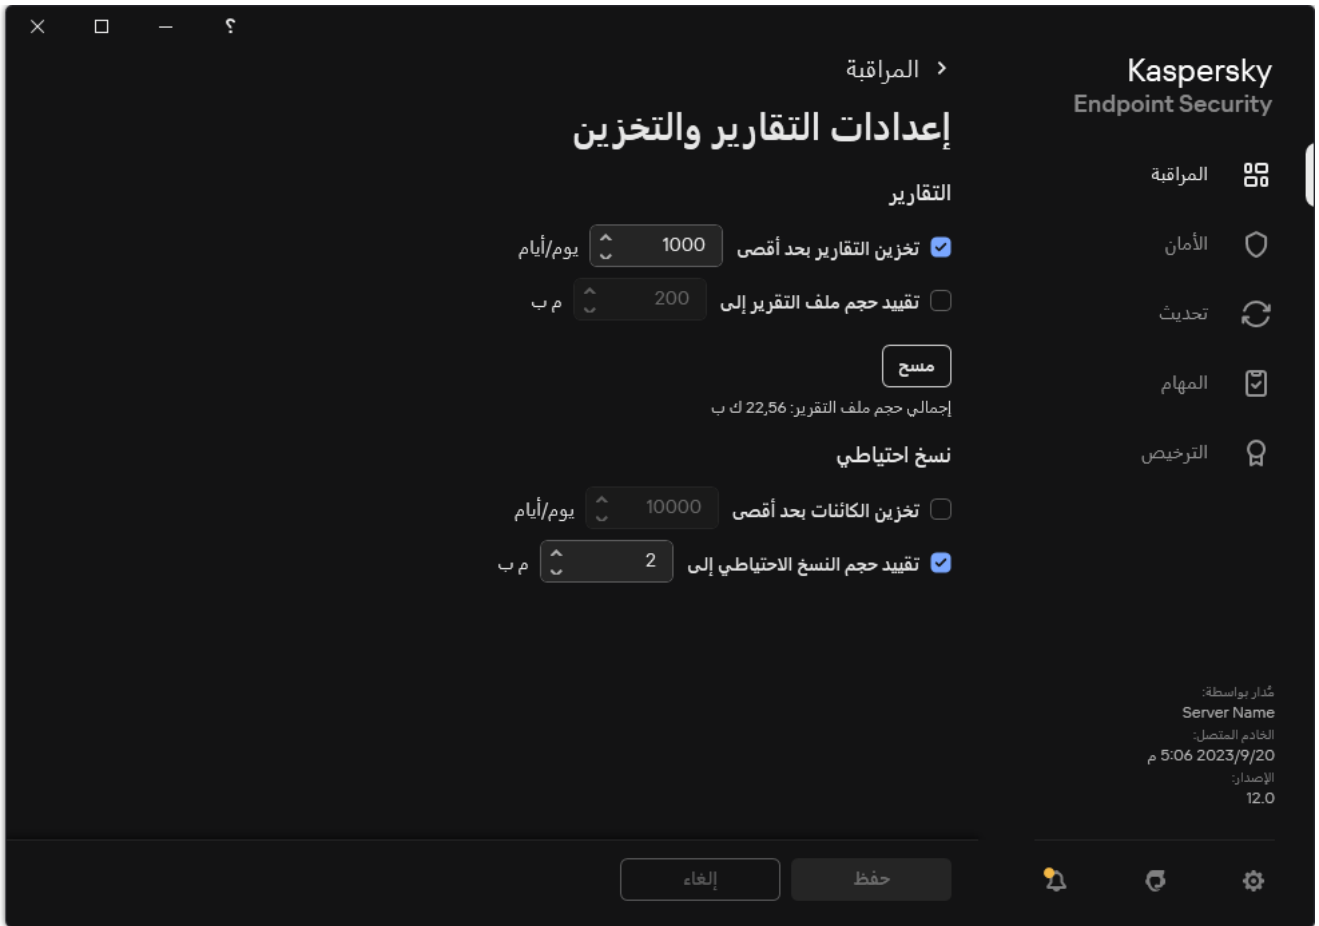 ؟
Kaspersky
Endpoint Security
المراقبة
الأمان
تحديث
المهام
الترخيص
مُدار بواسطة:
Server Name
الخادم المتصل:
2023/9/20 5:06 م
الإصدار:
12.0
المراقبة
إعدادات التقارير والتخزين
التقارير
تخزين التقارير بحد أقصى 1000 يوم/أيام
تقييد حجم ملف التقرير إلى 200 م ب
مسح
إجمالي حجم ملف التقرير: 22,56 ك ب
نسخ احتياطي
تخزين الكائنات بحد أقصى 10000 يوم/أيام
تقييد حجم النسخ الاحتياطي إلى 2 م ب
حفظ
إلغاء